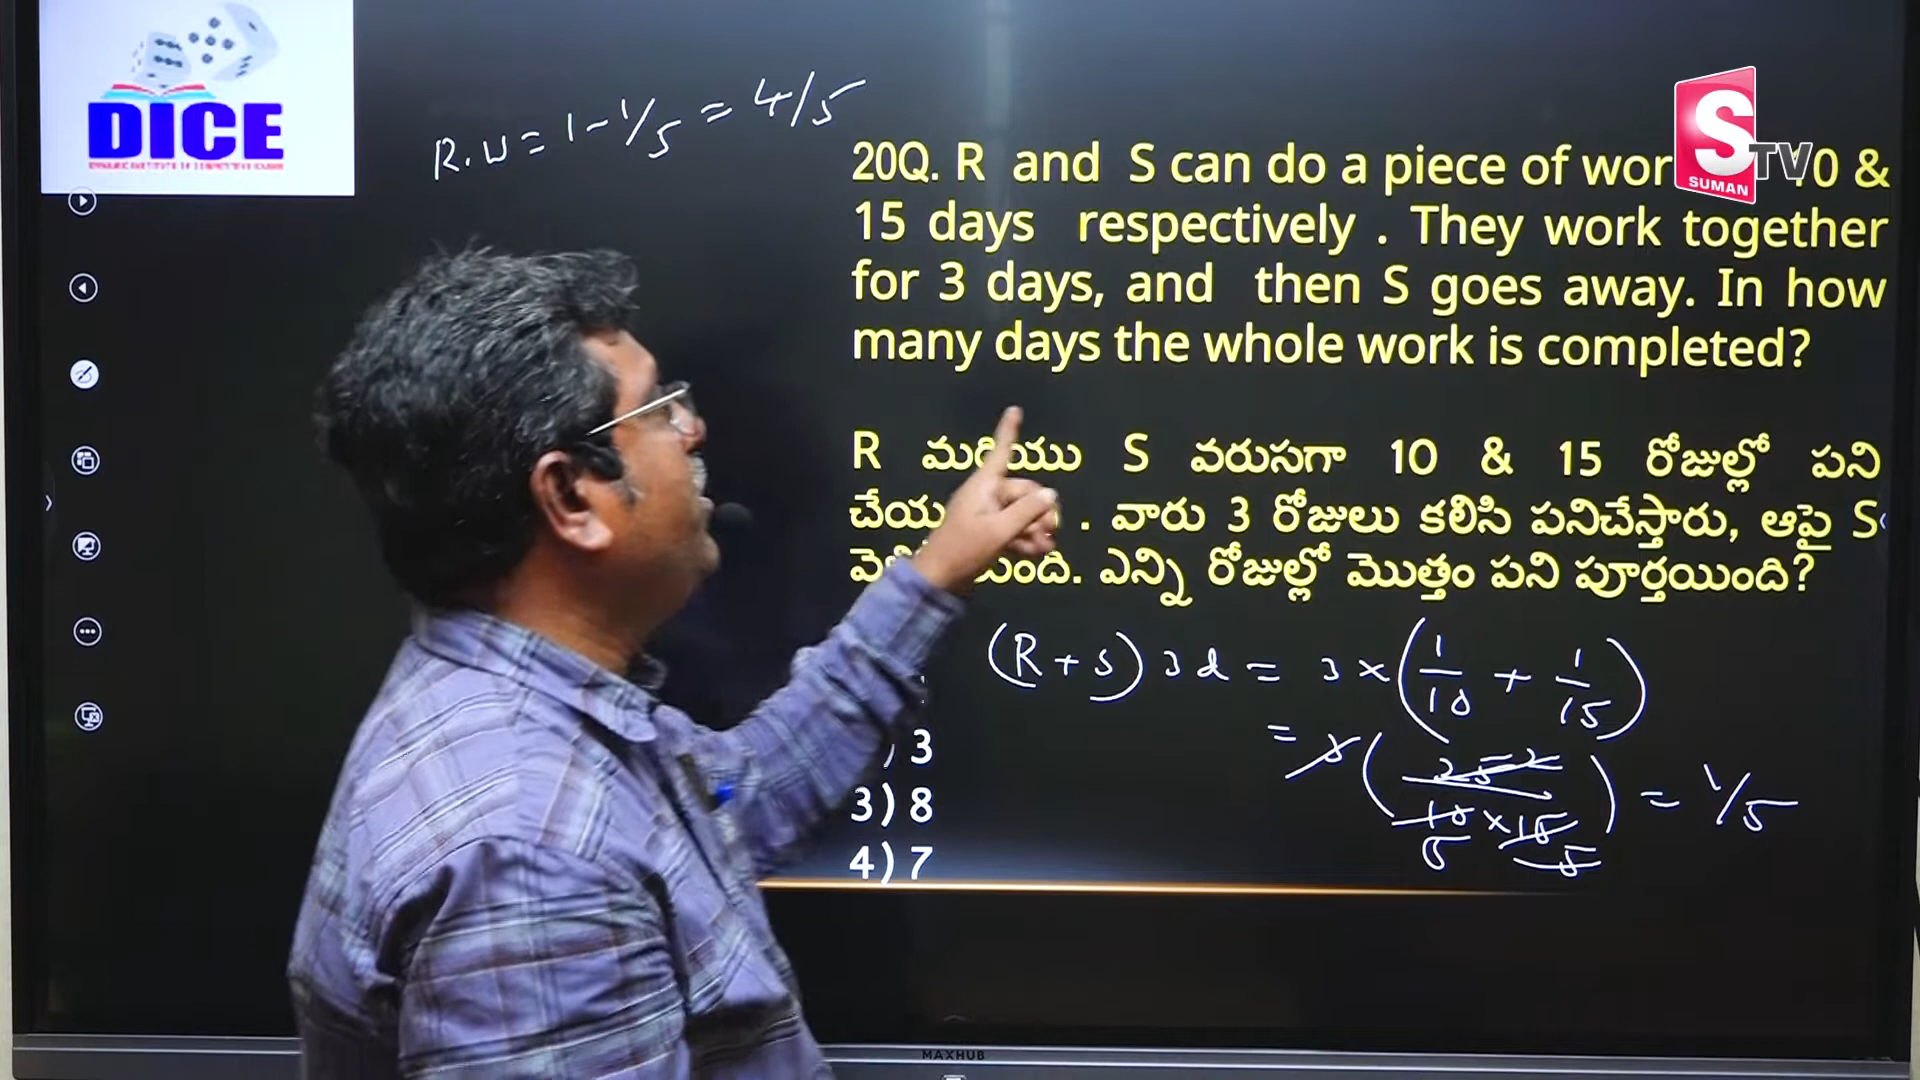 DICE
R.W = 1 - 1/5 = 4/5
S
SUMAN
TV
20Q. R and S can do a piece of wor 10 &
15 days respectively . They work together
for 3 days, and then S goes away. In how
many days the whole work is completed?
R మరియు S వరుసగా 10 & 15 రోజుల్లో పని
. వారు 3 రోజులు కలిసి పనిచేస్తారు, ఆపై S
ఎన్ని రోజుల్లో మొత్తం పని పూర్తయింది?
(R + S) 3d = 3 × (1/10 + 1/15)
) 3
3) 8
4) 7
= 1/5
MAXHUB